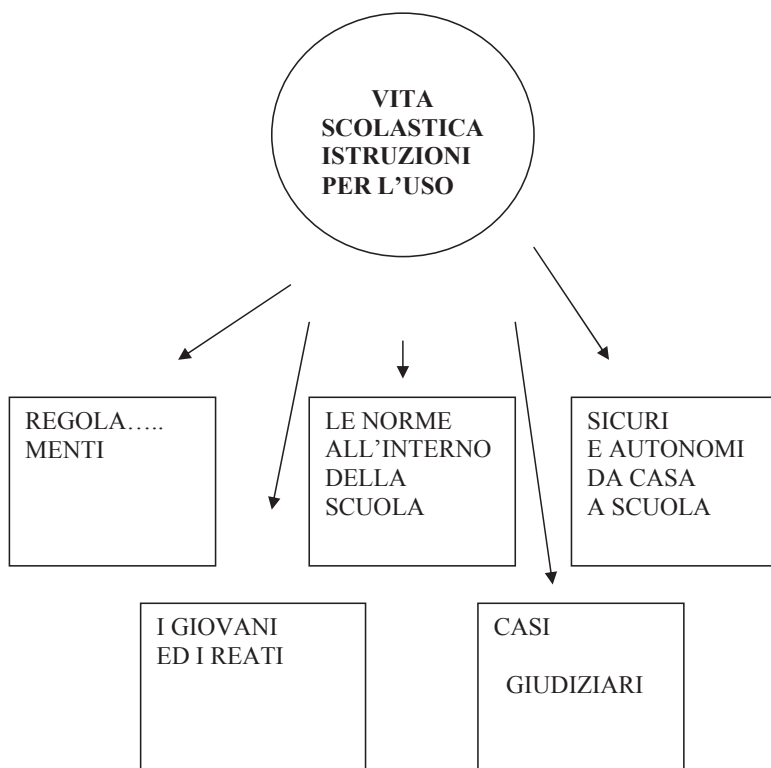 VITA
SCOLASTICA
ISTRUZIONI
PER L’USO
REGOLA…..
MENTI
LE NORME
ALL’INTERNO
DELLA
SCUOLA
SICURI
E AUTONOMI
DA CASA
A SCUOLA
I GIOVANI
ED I REATI
CASI
GIUDIZIARI